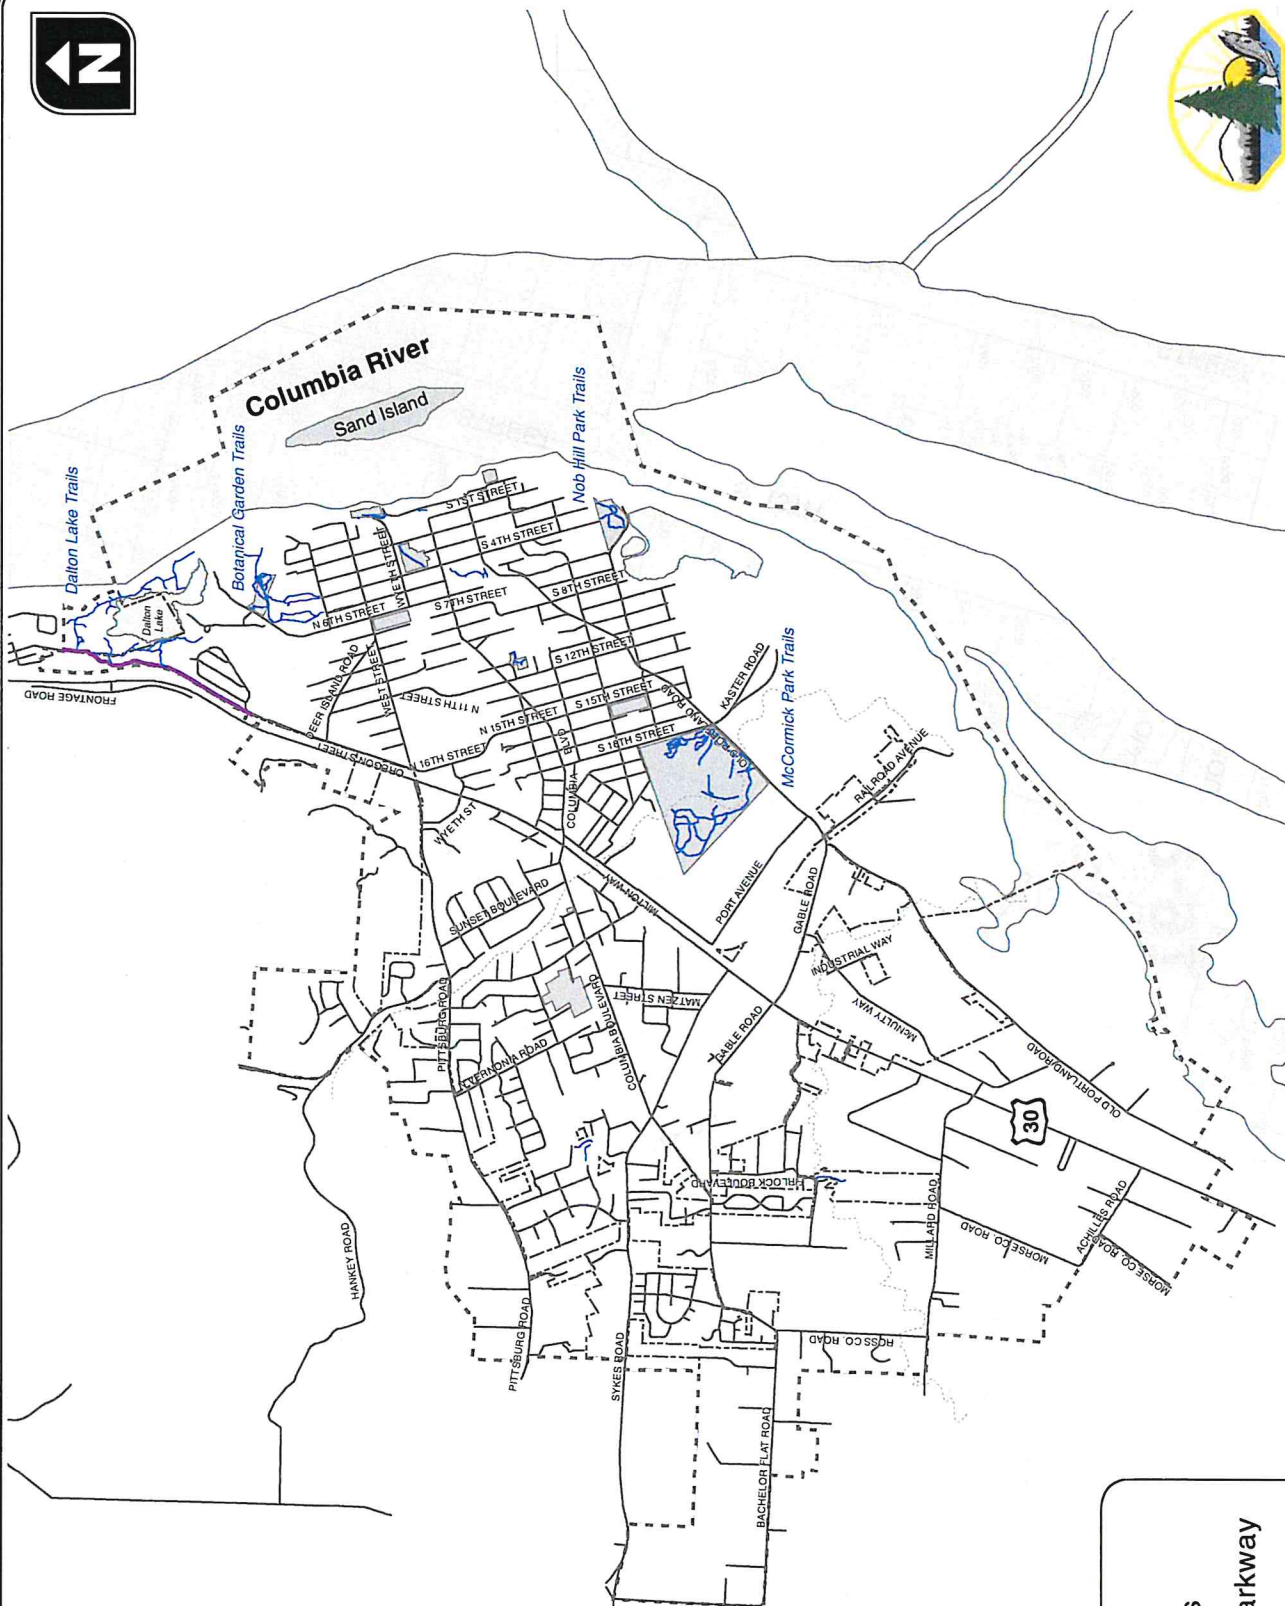 N
Columbia River
Sand Island
Dalton Lake Trails
Botanical Garden Trails
Nob Hill Park Trails
McCormick Park Trails
Dalton
Lake
FRONTAGE ROAD
DEER ISLAND ROAD
OREGON STREET
WEST STREET
N 6TH STREET
WYETH STREET
S 1ST STREET
S 4TH STREET
S 7TH STREET
S 8TH STREET
N 11TH STREET
S 12TH STREET
N 15TH STREET
S 15TH STREET
N 16TH STREET
S 18TH STREET
COLUMBIA BLVD
WYETH ST
KASTER ROAD
RAILROAD AVENUE
PORT AVENUE
MILTON WAY
GABLE ROAD
INDUSTRIAL WAY
McNULTY WAY
SUNSET BOULEVARD
PITTSBURG ROAD
N VERNONIA ROAD
COLUMBIA BOULEVARD
MATZEN STREET
GABLE ROAD
OLD PORTLAND ROAD
30
HANKEY ROAD
MILLARD ROAD
MORSE CO. ROAD
ACHILLES ROAD
MORSE CO. ROAD
ROSS CO. ROAD
PITTSBURG ROAD
SYKES ROAD
BACHELOR FLAT ROAD
s
arkway